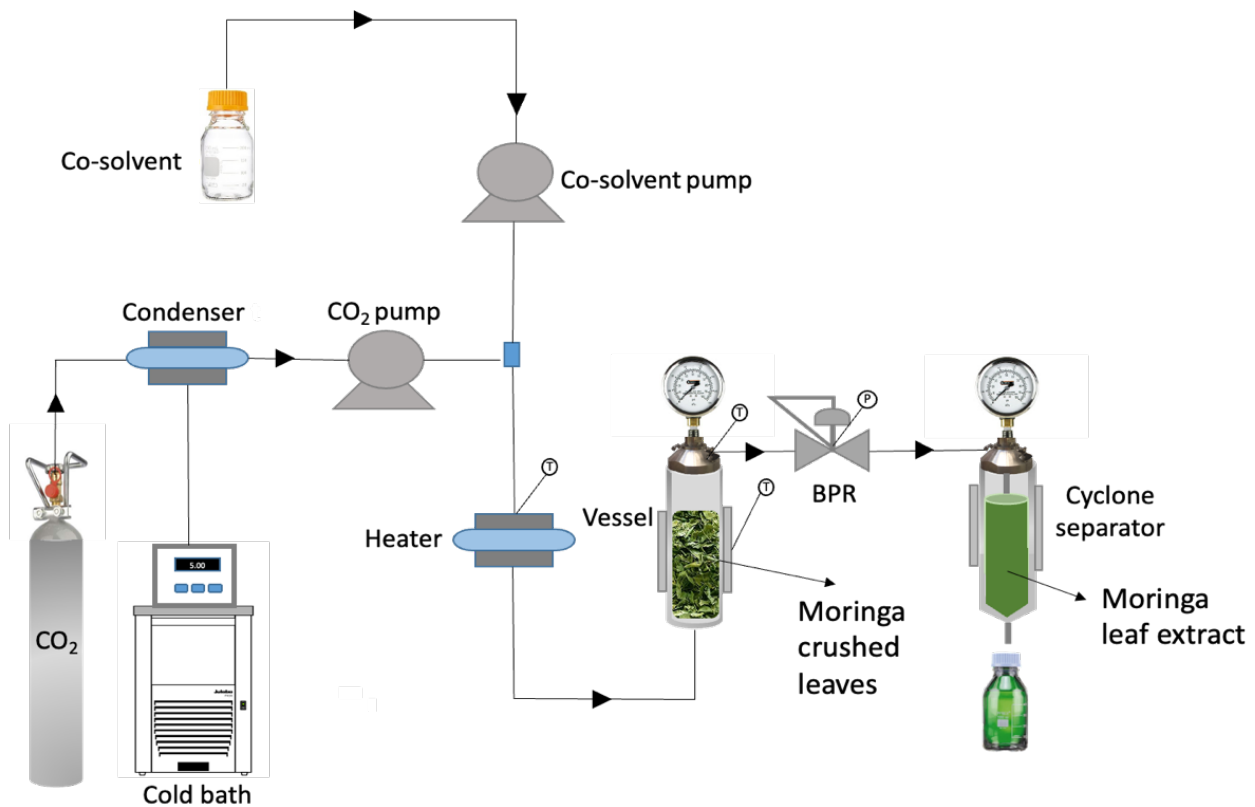 Co-solvent
Co-solvent pump
Condenser
CO₂ pump
T
P
T
BPR
Vessel
T
Cyclone
separator
Heater
5.00
CO₂
Moringa
crushed
leaves
Moringa
leaf extract
Julabo
Cold bath